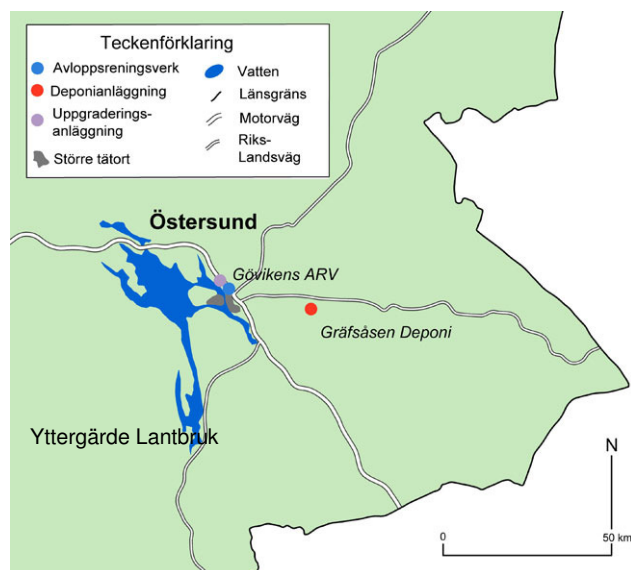 Teckenförklaring
Avloppsreningsverk
Deponianläggning
Uppgraderings-
anläggning
Större tätort
Vatten
Länsgräns
Motorväg
Riks-
Landsväg
Östersund
Gövikens ARV
Gräfsåsen Deponi
Yttergärde Lantbruk
N
0
50 km